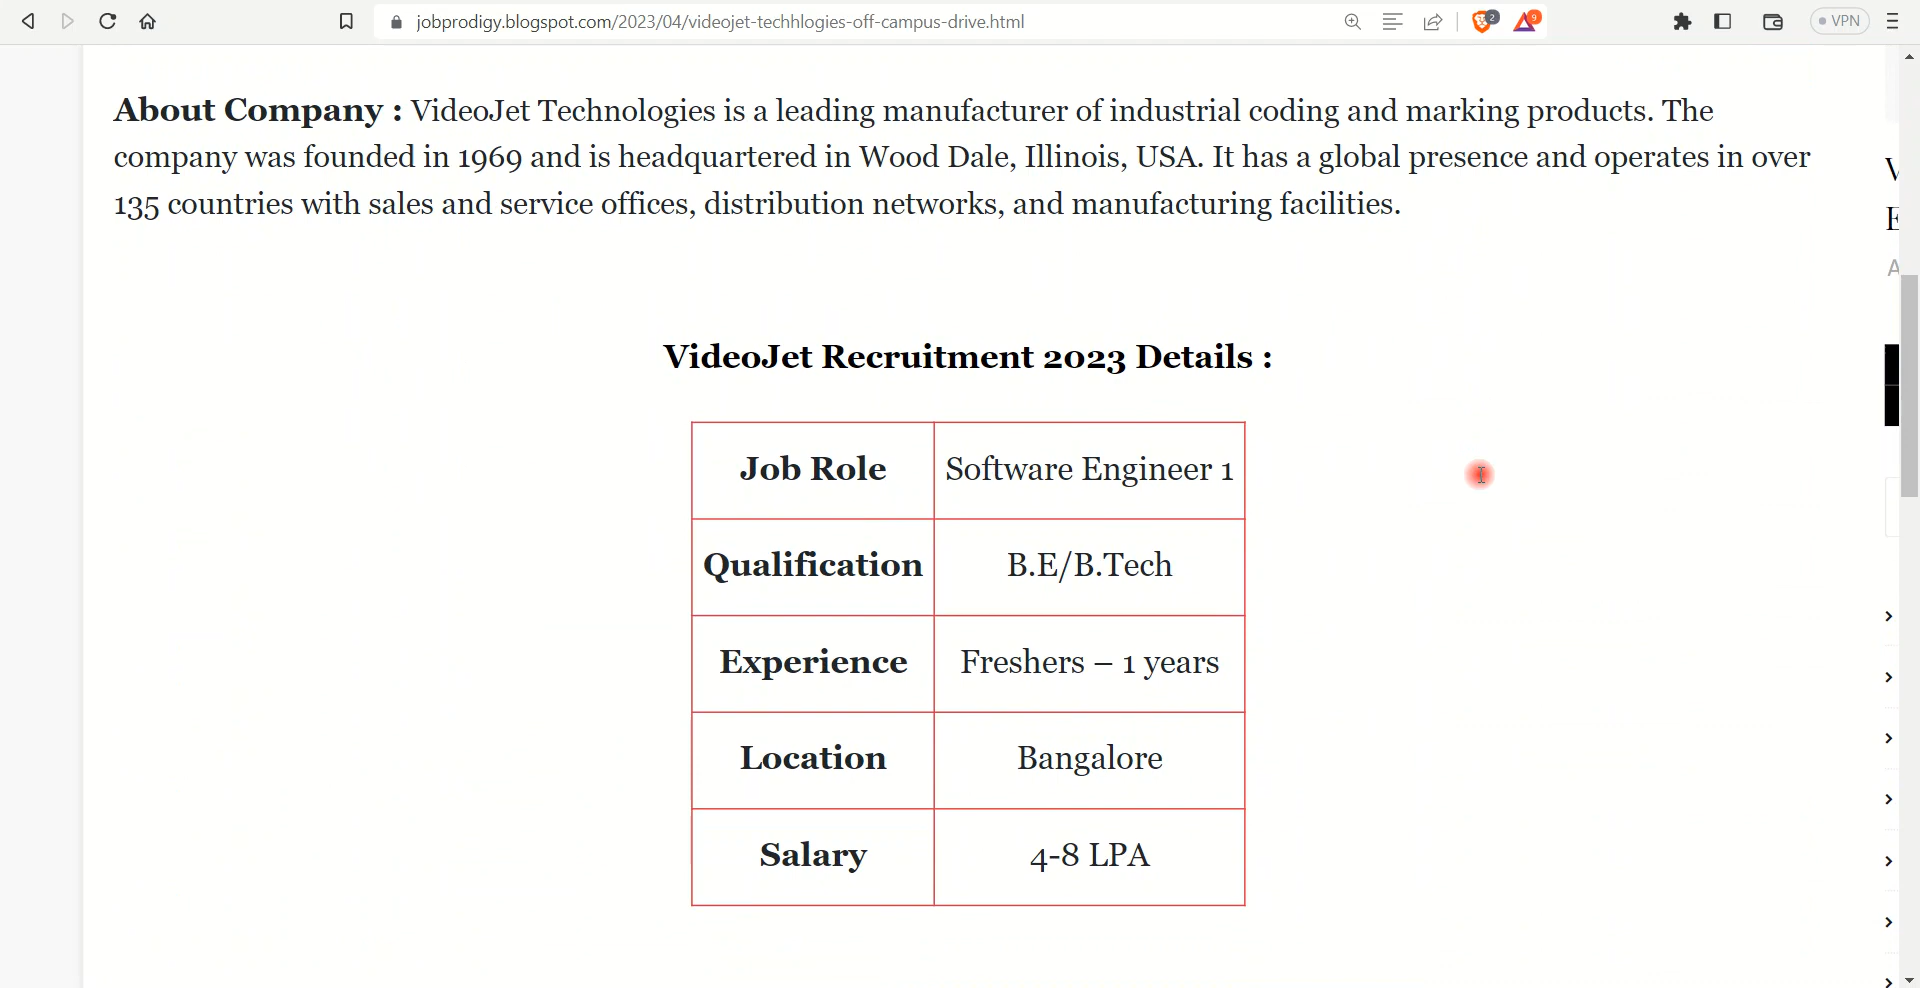 jobprodigy.blogspot.com/2023/04/videojet-techhlogies-off-campus-drive.html
2
9
VPN
About Company : VideoJet Technologies is a leading manufacturer of industrial coding and marking products. The
company was founded in 1969 and is headquartered in Wood Dale, Illinois, USA. It has a global presence and operates in over
135 countries with sales and service offices, distribution networks, and manufacturing facilities.
VideoJet Recruitment 2023 Details :
Job Role Software Engineer 1
Qualification B.E/B.Tech
Experience Freshers – 1 years
Location Bangalore
Salary 4-8 LPA